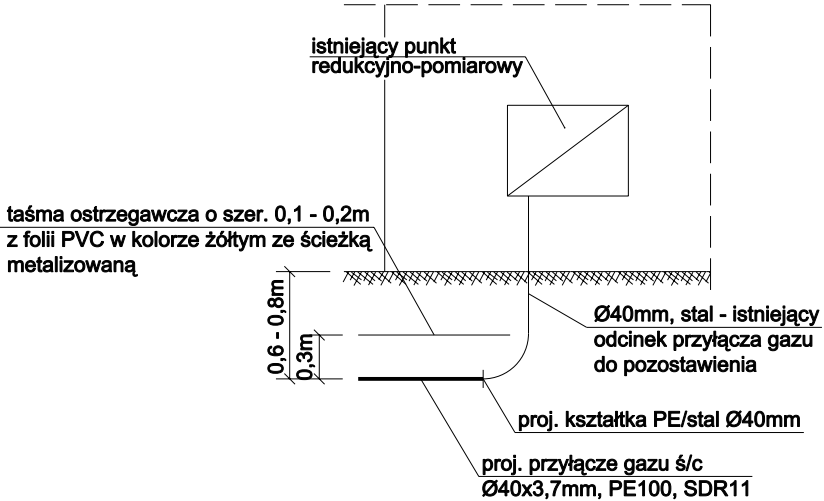 istniejący punkt
redukcyjno-pomiarowy
taśma ostrzegawcza o szer. 0,1 - 0,2m
z folii PVC w kolorze żółtym ze ścieżką
metalizowaną
0,6 - 0,8m
0,3m
Ø40mm, stal - istniejący
odcinek przyłącza gazu
do pozostawienia
proj. kształtka PE/stal Ø40mm
proj. przyłącze gazu ś/c
Ø40x3,7mm, PE100, SDR11